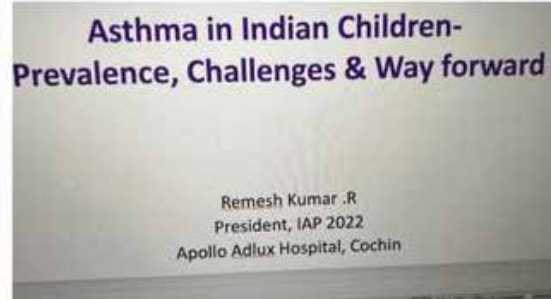 Asthma in Indian Children-
Prevalence, Challenges & Way forward
Remesh Kumar .R
President, IAP 2022
Apollo Adlux Hospital, Cochin